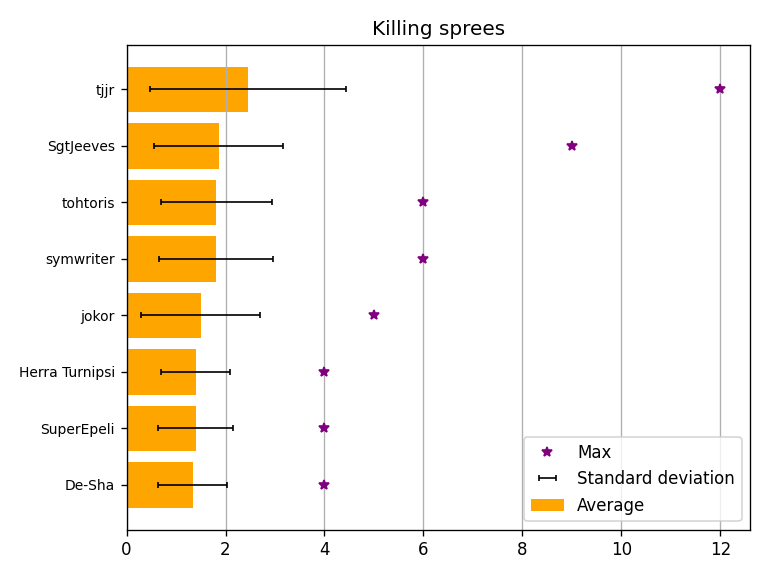 Killing sprees
tjjr
SgtJeeves
tohtoris
symwriter
jokor
Herra Turnipsi
SuperEpeli
De-Sha
Max
Standard deviation
Average
0 2 4 6 8 10 12